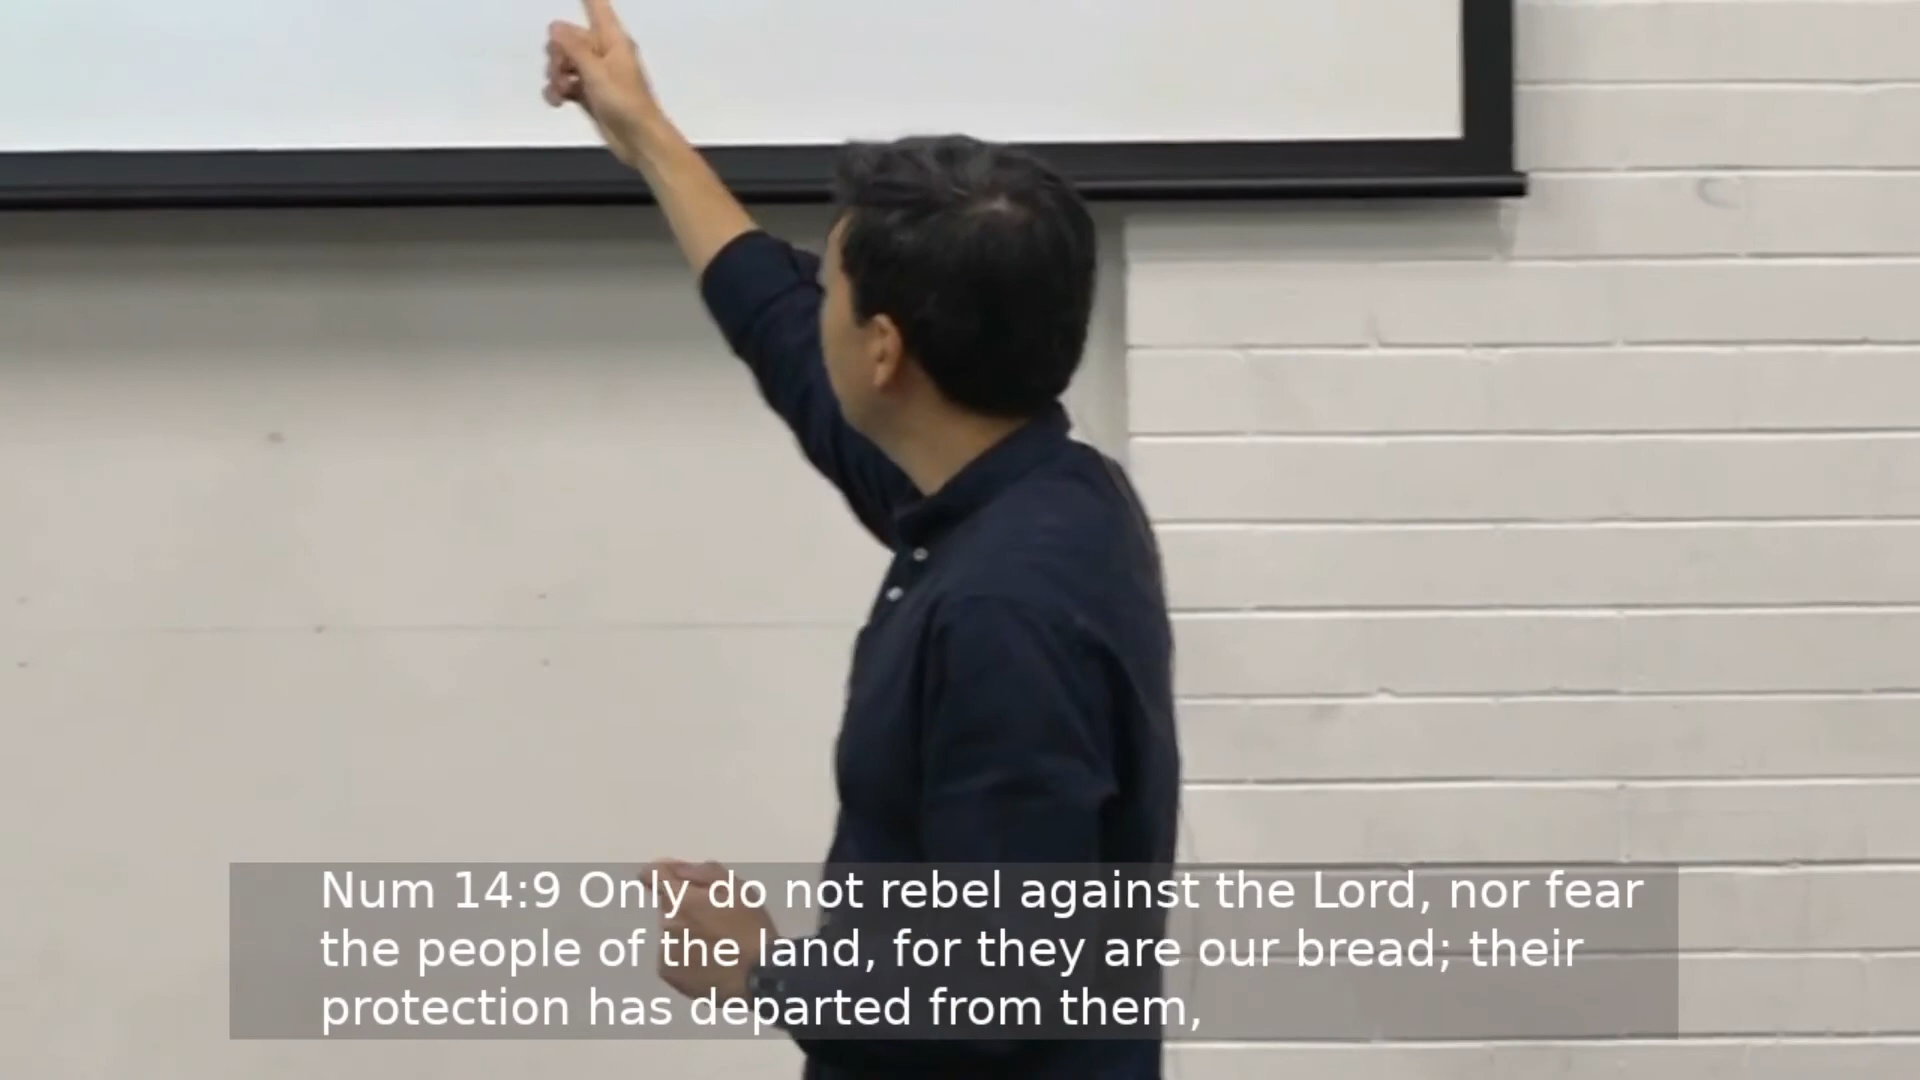 Num 14:9 Only do not rebel against the Lord, nor fear
the people of the land, for they are our bread; their
protection has departed from them,